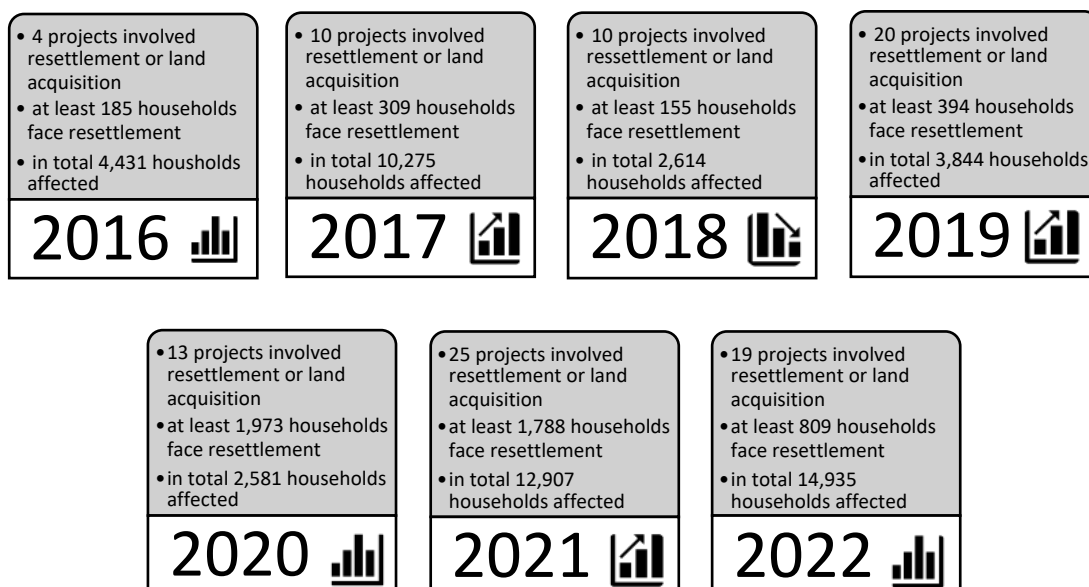 • 4 projects involved
resettlement or land
acquisition
• at least 185 households
face resettlement
• in total 4,431 housholds
affected
2016
• 10 projects involved
resettlement or land
acquisition
• at least 309 households
face resettlement
• in total 10,275
households affected
2017
• 10 projects involved
ressettlement or land
acquisition
• at least 155 households
face resettlement
• in total 2,614
households affected
2018
• 20 projects involved
resettlement or land
acquisition
• at least 394 households
face resettlement
• in total 3,844 households
affected
2019
• 13 projects involved
resettlement or land
acquisition
• at least 1,973 households
face resettlement
• in total 2,581 households
affected
2020
• 25 projects involved
resettlement or land
acquisition
• at least 1,788 households
face resettlement
• in total 12,907
households affected
2021
• 19 projects involved
resettlement or land
acquisition
• at least 809 households
face resettlement
• in total 14,935
households affected
2022